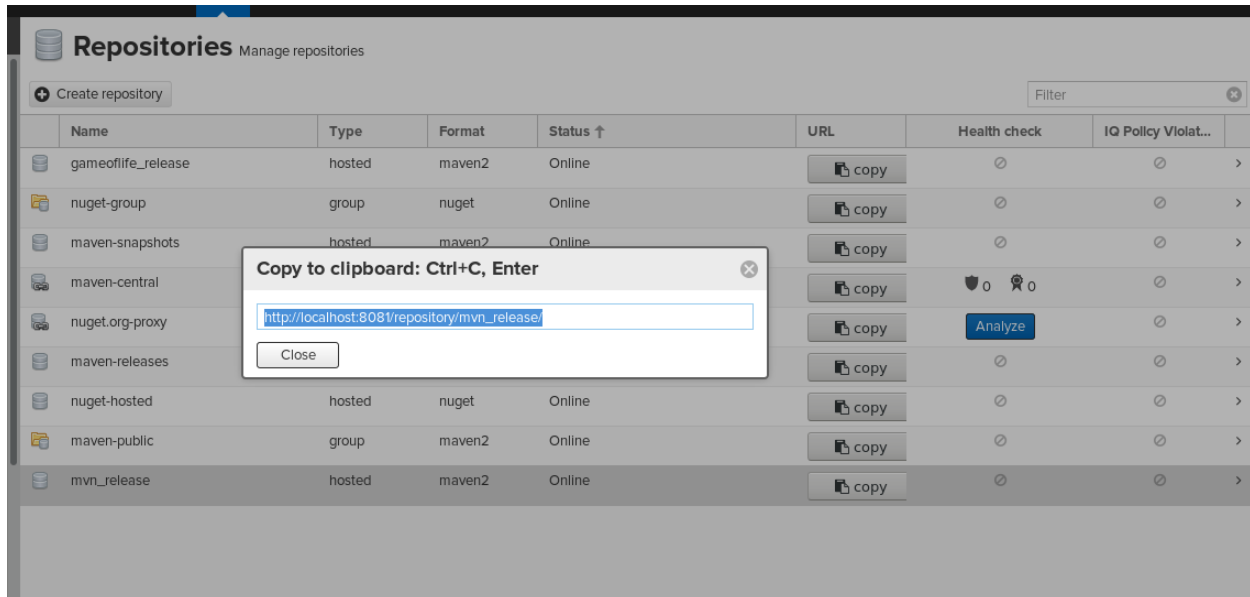 Repositories Manage repositories
Create repository
Filter
Name Type Format Status URL Health check IQ Policy Violat...
gameoflife_release hosted maven2 Online copy
nuget-group group nuget Online copy
maven-snapshots hosted maven2 Online copy
maven-central copy 0 0
nuget.org-proxy copy Analyze
maven-releases copy
nuget-hosted hosted nuget Online copy
maven-public group maven2 Online copy
mvn_release hosted maven2 Online copy
Copy to clipboard: Ctrl+C, Enter
http://localhost:8081/repository/mvn_release/
Close